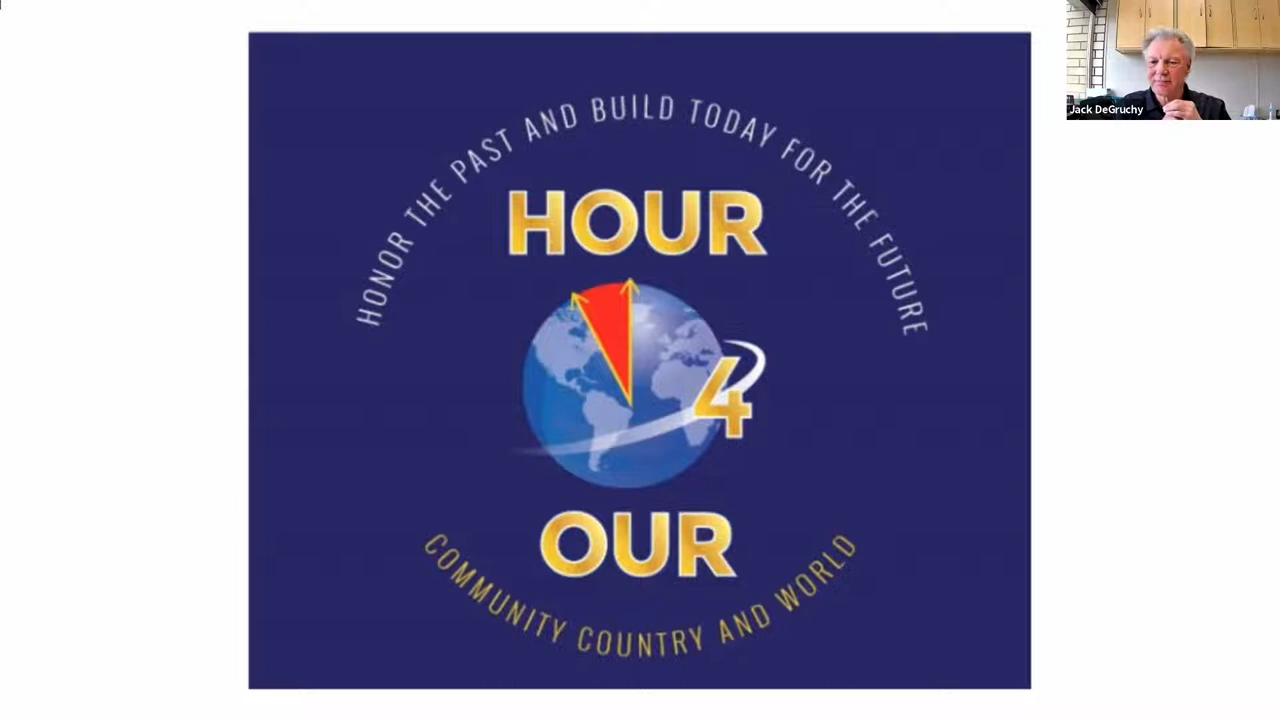 HONOR THE PAST AND BUILD TODAY FOR THE FUTURE
HOUR
4
OUR
COMMUNITY COUNTRY AND WORLD
Jack DeGruchy